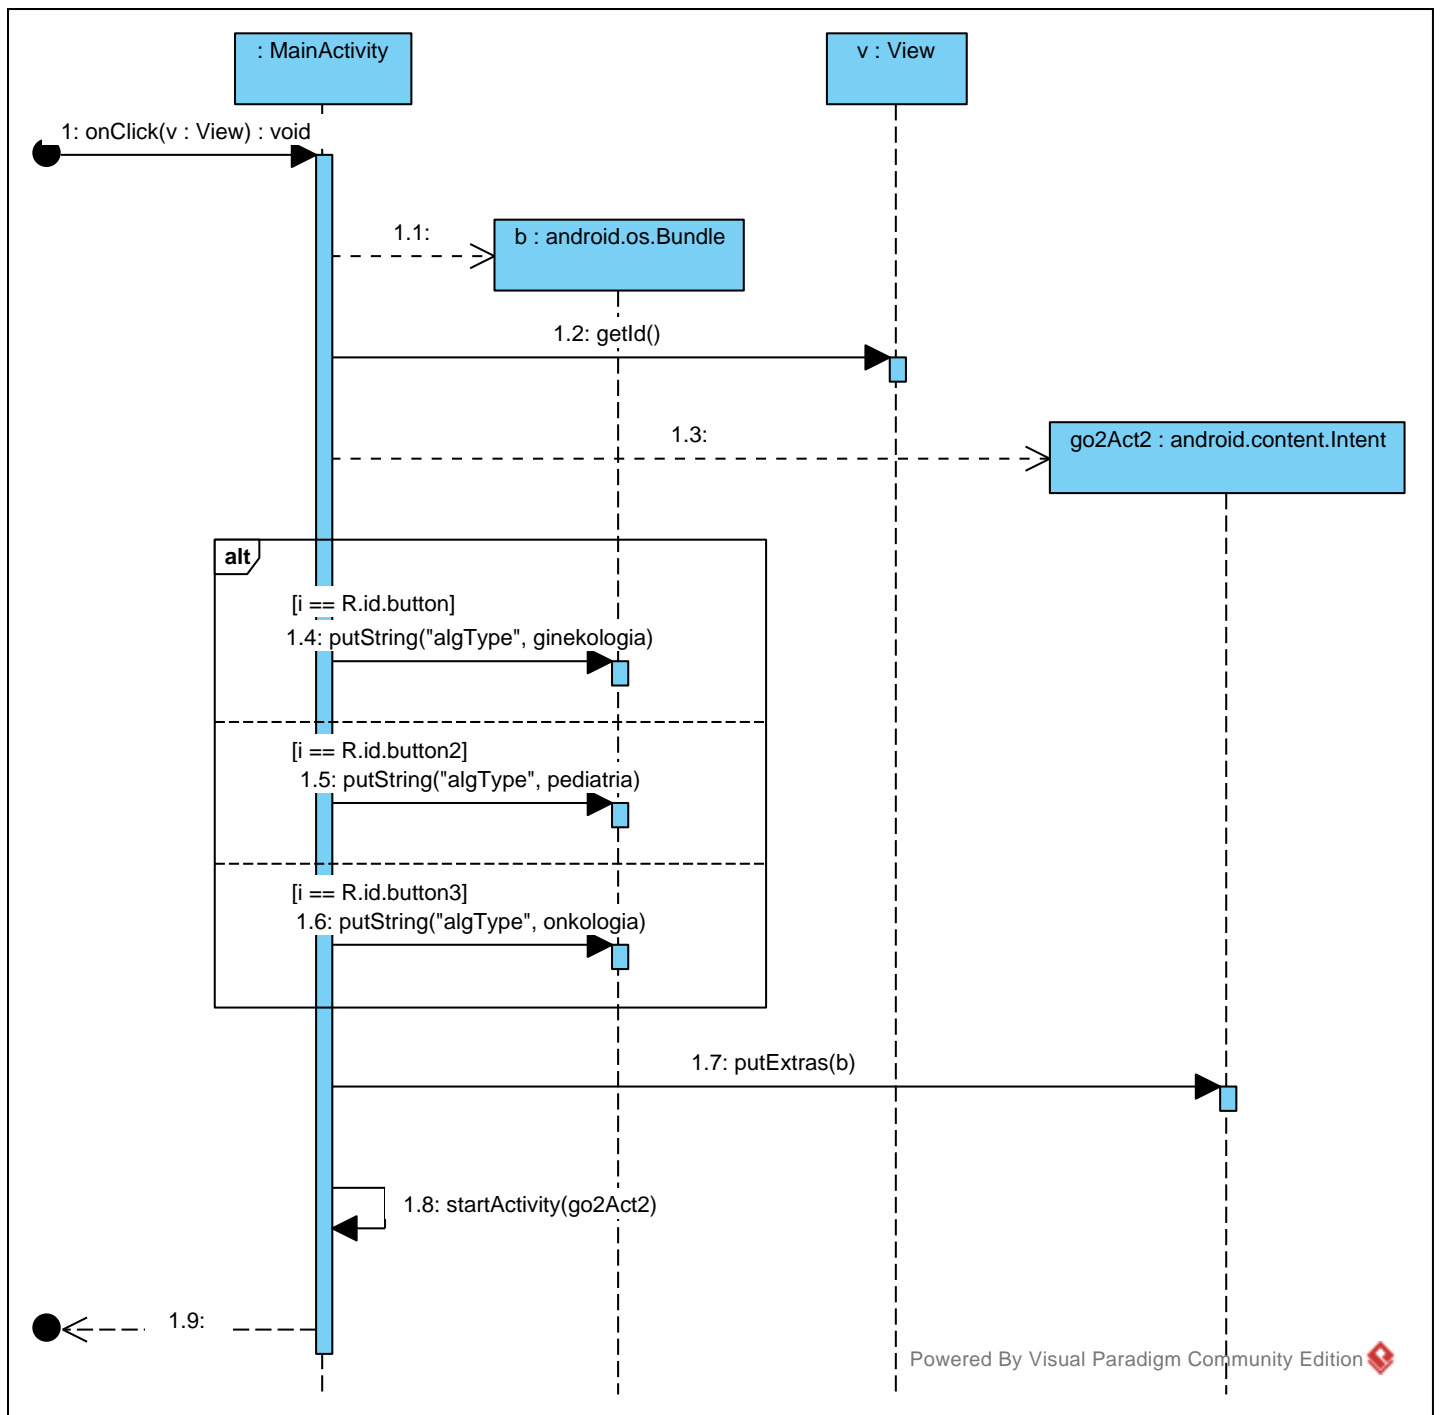 : MainActivity
v : View
1: onClick(v : View) : void
1.1:
b : android.os.Bundle
1.2: getId()
1.3:
go2Act2 : android.content.Intent
alt
[i == R.id.button]
1.4: putString("algType", ginekologia)
[i == R.id.button2]
1.5: putString("algType", pediatria)
[i == R.id.button3]
1.6: putString("algType", onkologia)
1.7: putExtras(b)
1.8: startActivity(go2Act2)
1.9:
Powered By Visual Paradigm Community Edition